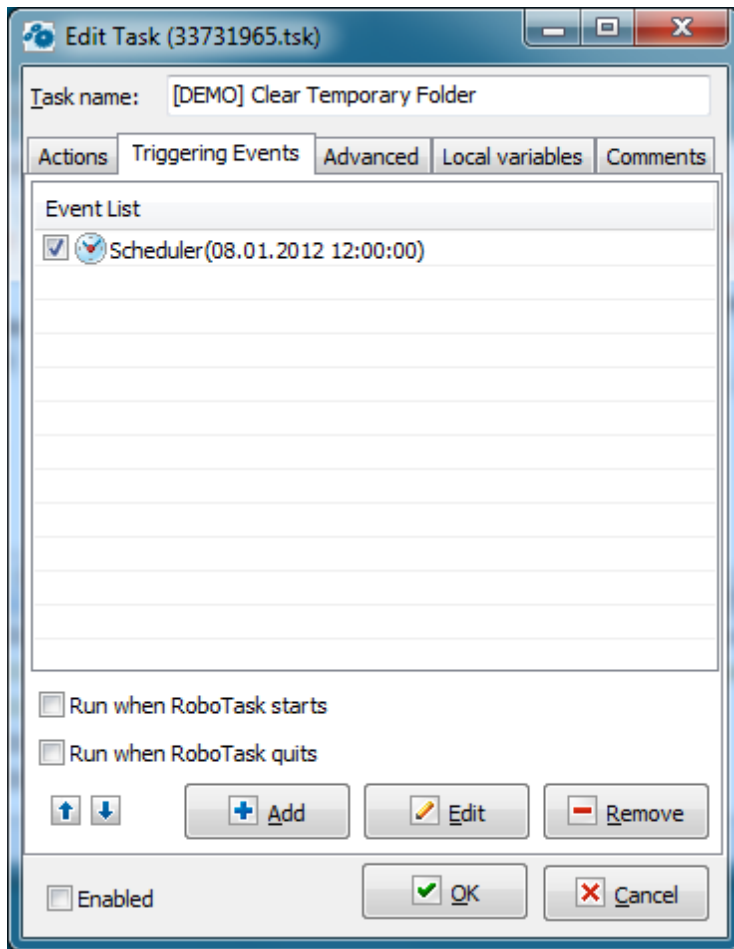 Edit Task (33731965.tsk)
Task name: [DEMO] Clear Temporary Folder
Actions Triggering Events Advanced Local variables Comments
Event List
Scheduler(08.01.2012 12:00:00)
Run when RoboTask starts
Run when RoboTask quits
Add Edit Remove
Enabled OK Cancel